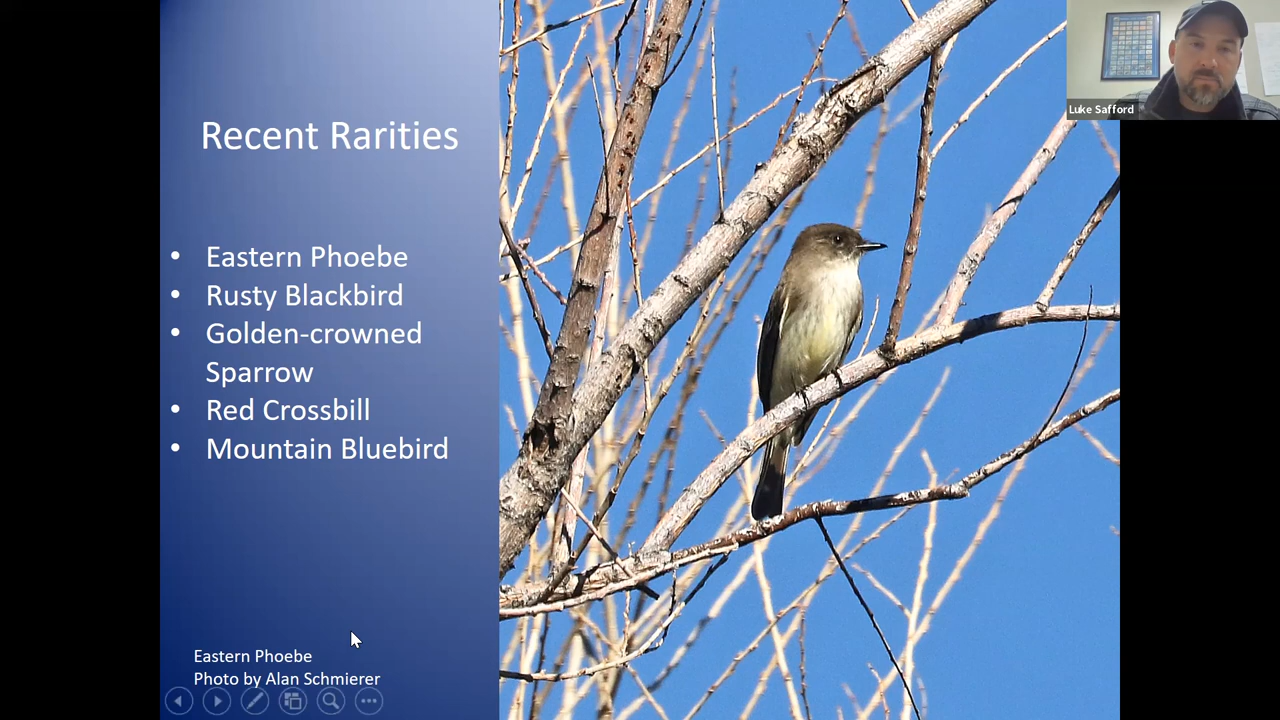 Luke Safford
Recent Rarities
• Eastern Phoebe
• Rusty Blackbird
• Golden-crowned
Sparrow
• Red Crossbill
• Mountain Bluebird
Eastern Phoebe
Photo by Alan Schmierer